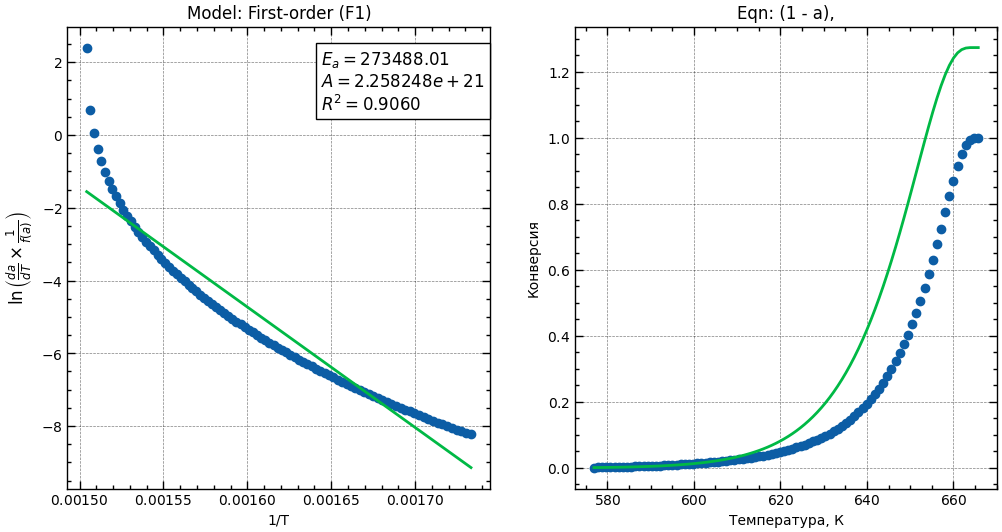 Model: First-order (F1)
Eqn: (1 - a),
2
0
−2
−4
−6
−8
ln (da/dT × 1/f(a))
E_a = 273488.01
A = 2.258248e + 21
R² = 0.9060
0.00150 0.00155 0.00160 0.00165 0.00170
1/T
1.2
1.0
0.8
0.6
0.4
0.2
0.0
Конверсия
580 600 620 640 660
Температура, К